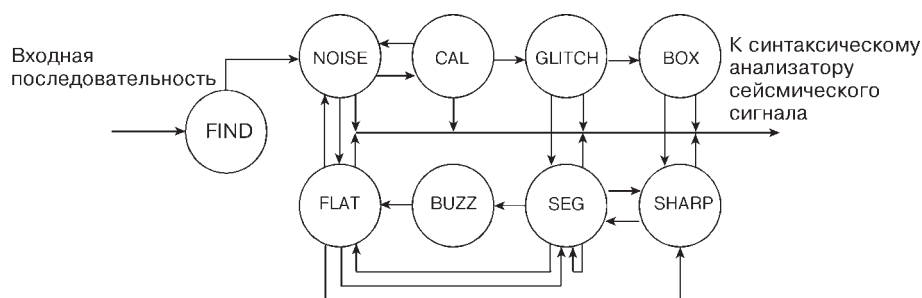 Входная
последовательность
FIND
NOISE
CAL
GLITCH
BOX
К синтаксическому
анализатору
сейсмического
сигнала
FLAT
BUZZ
SEG
SHARP